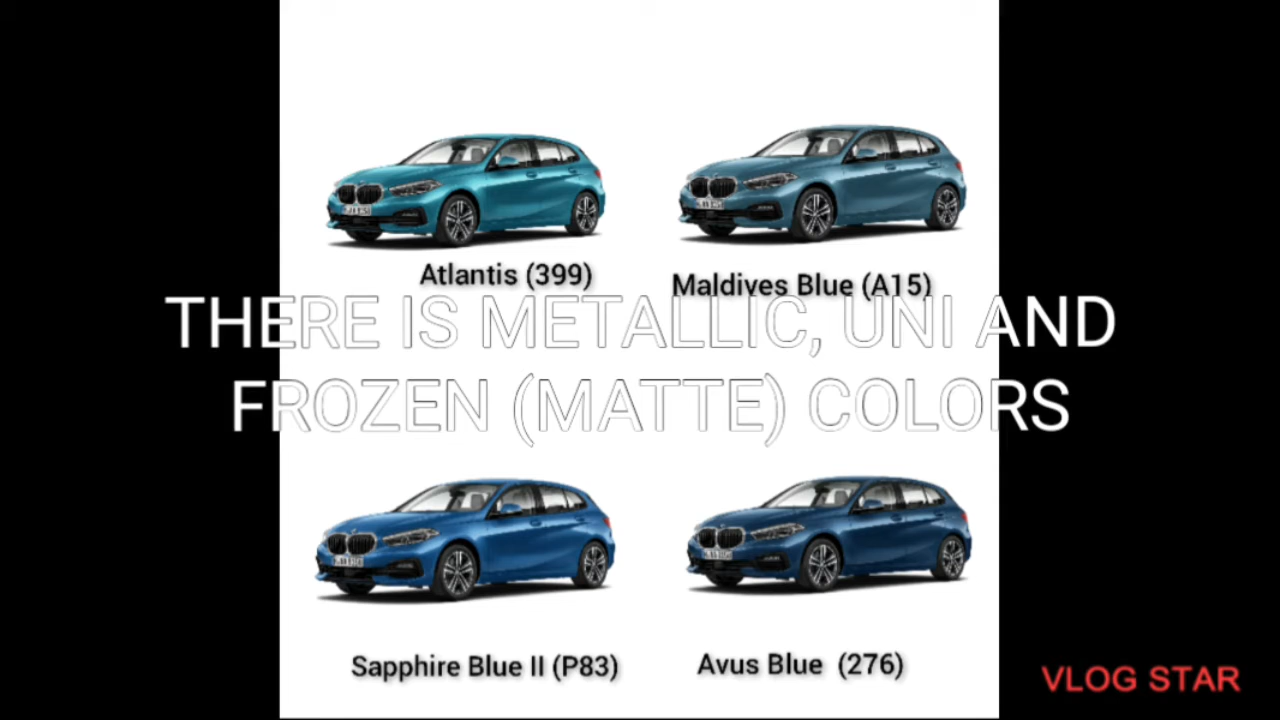 Atlantis (399)
Maldives Blue (A15)
THERE IS METALLIC, UNI AND
FROZEN (MATTE) COLORS
Sapphire Blue II (P83)
Avus Blue (276)
VLOG STAR